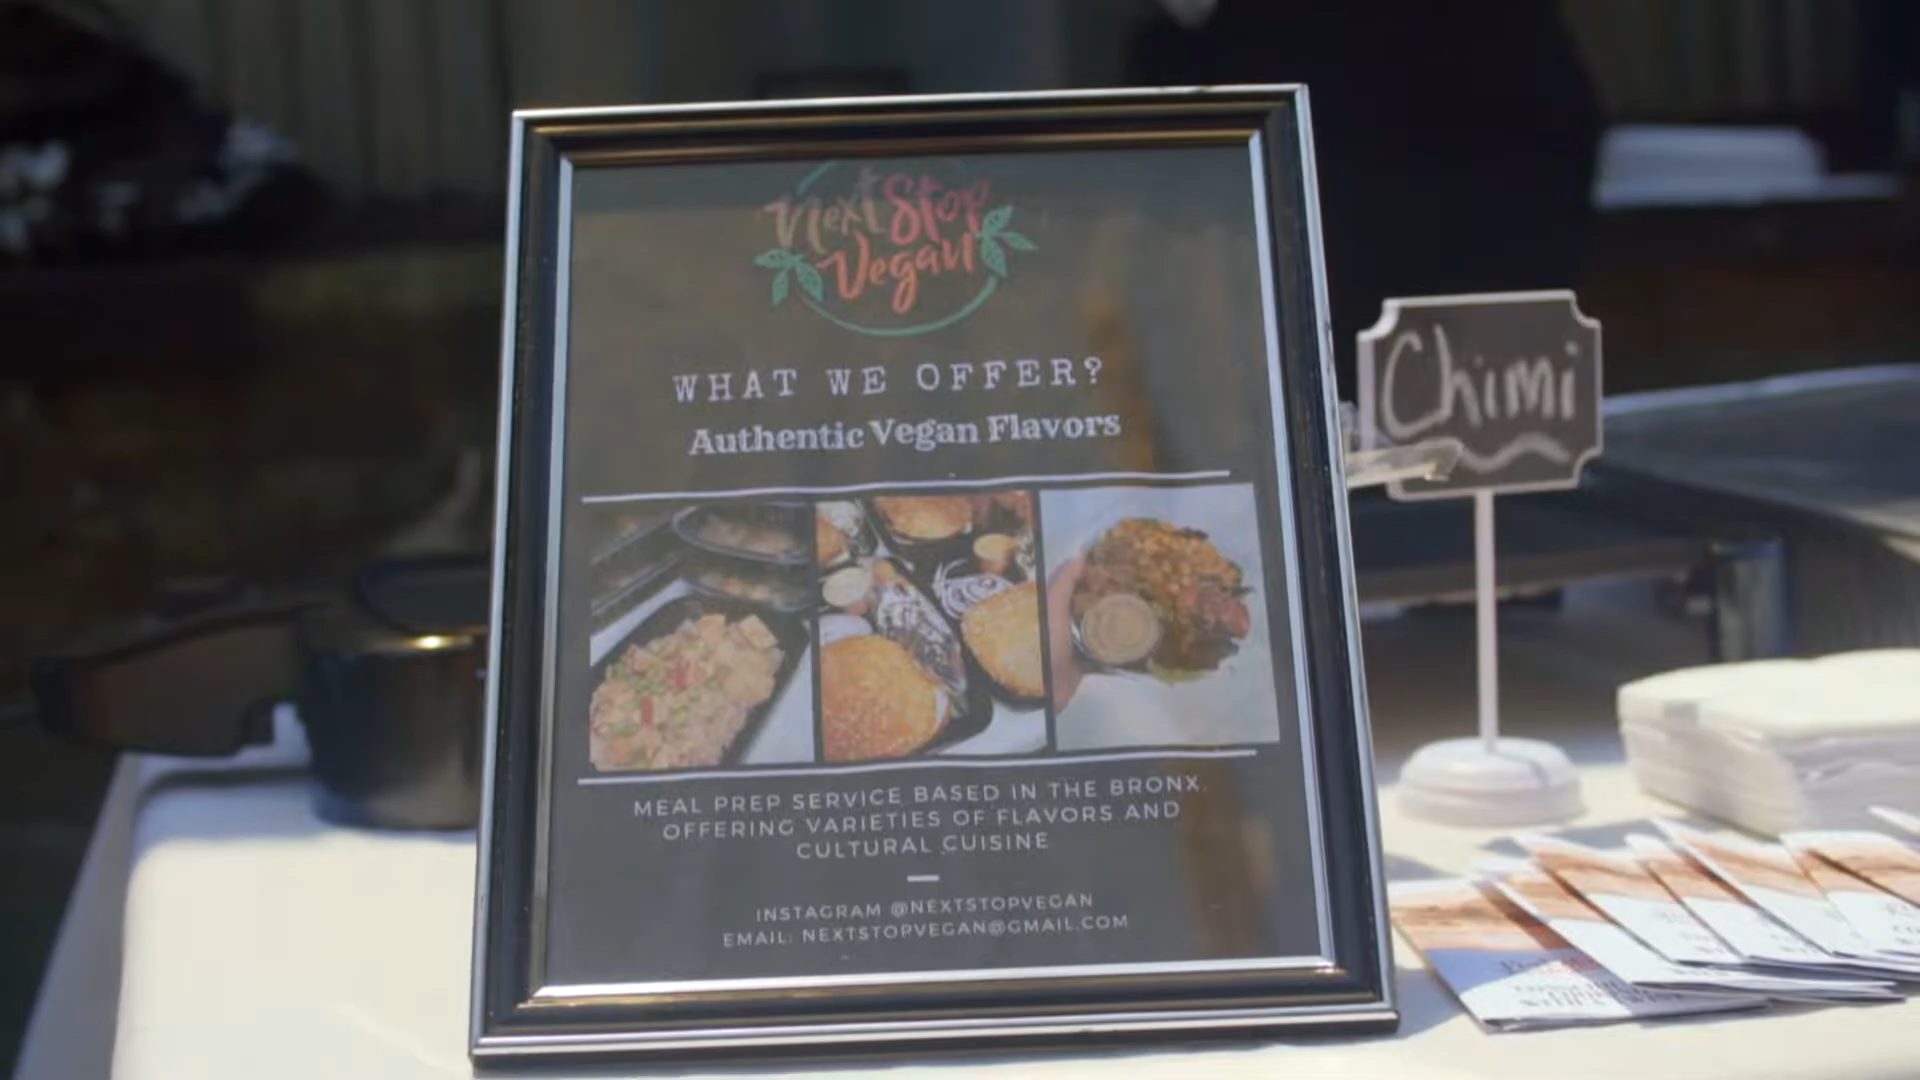 Next Stop
Vegan
WHAT WE OFFER?
Authentic Vegan Flavors
MEAL PREP SERVICE BASED IN THE BRONX.
OFFERING VARIETIES OF FLAVORS AND
CULTURAL CUISINE
INSTAGRAM @NEXTSTOPVEGAN
EMAIL: NEXTSTOPVEGAN@GMAIL.COM
Chimi